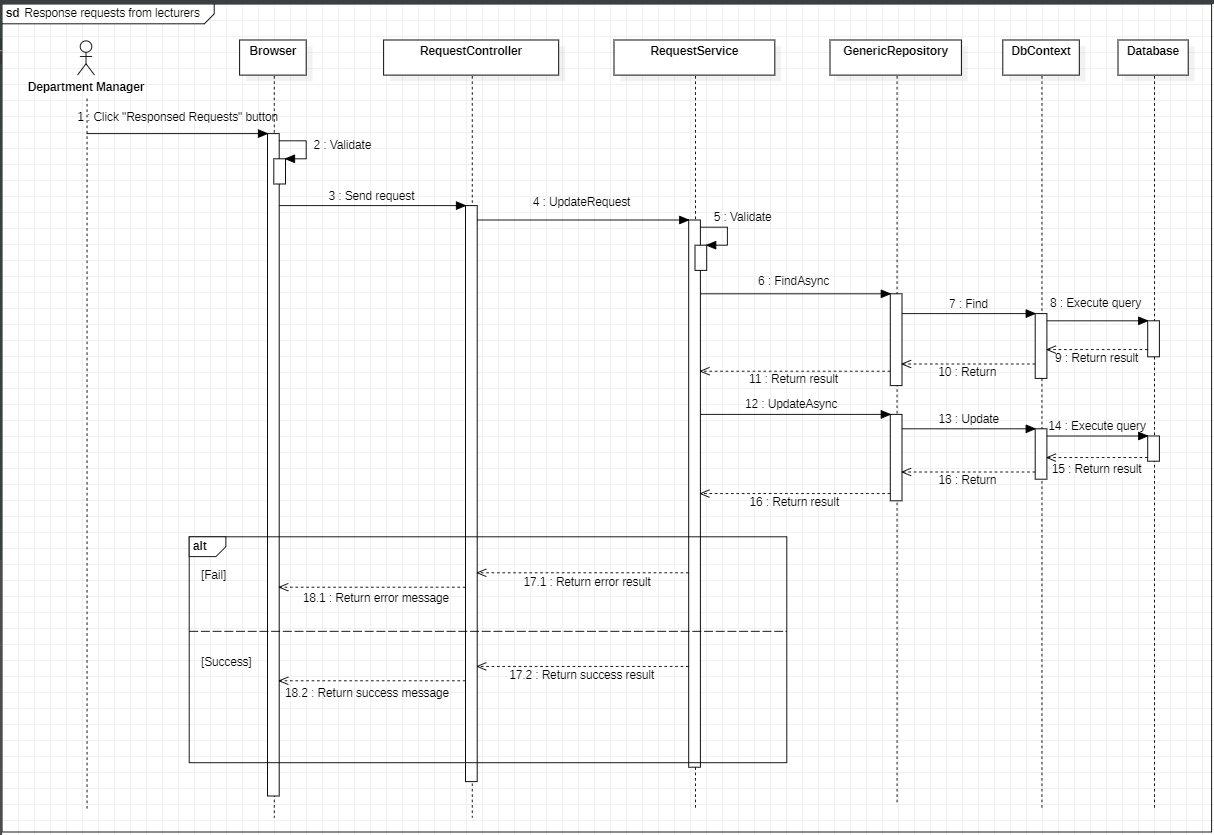 sd Response requests from lecturers
Browser
RequestController
RequestService
GenericRepository
DbContext
Database
Department Manager
1 : Click "Responsed Requests" button
2 : Validate
3 : Send request
4 : UpdateRequest
5 : Validate
6 : FindAsync
7 : Find
8 : Execute query
9 : Return result
10 : Return
11 : Return result
12 : UpdateAsync
13 : Update
14 : Execute query
15 : Return result
16 : Return
16 : Return result
alt
[Fail]
17.1 : Return error result
18.1 : Return error message
[Success]
17.2 : Return success result
18.2 : Return success message